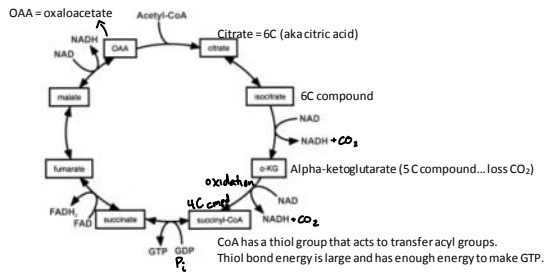 OAA = oxaloacetate
Acetyl-CoA
NADH
NAD
OAA
citrate
Citrate = 6C (aka citric acid)
malate
isocitrate
6C compound
NAD
NADH + CO₂
fumarate
α-KG
Alpha-ketoglutarate (5 C compound... loss CO₂)
oxidation
NAD
4C cmpd
NADH + CO₂
FADH₂
FAD
succinate
succinyl-CoA
GTP
GDP
Pi
CoA has a thiol group that acts to transfer acyl groups.
Thiol bond energy is large and has enough energy to make GTP.